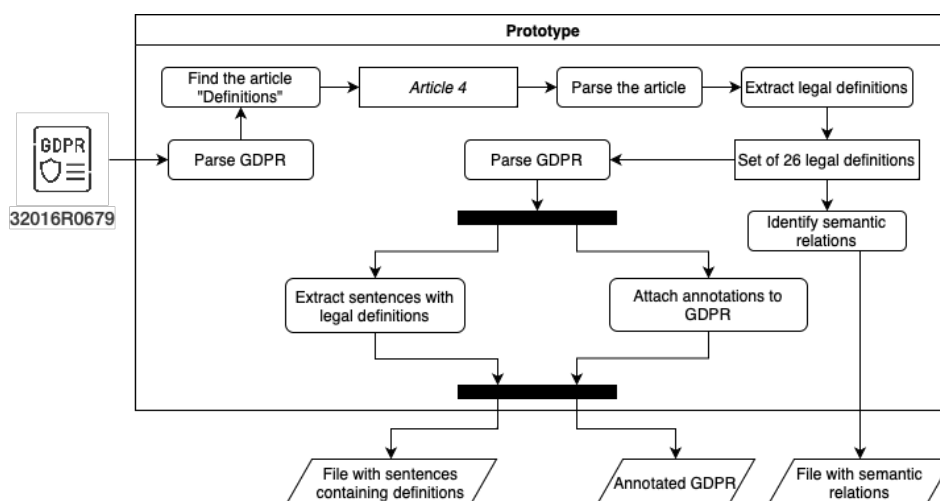 Prototype
Find the article
"Definitions"
Article 4
Parse the article
Extract legal definitions
GDPR
32016R0679
Parse GDPR
Parse GDPR
Set of 26 legal definitions
Identify semantic
relations
Extract sentences with
legal definitions
Attach annotations to
GDPR
File with sentences
containing definitions
Annotated GDPR
File with semantic
relations